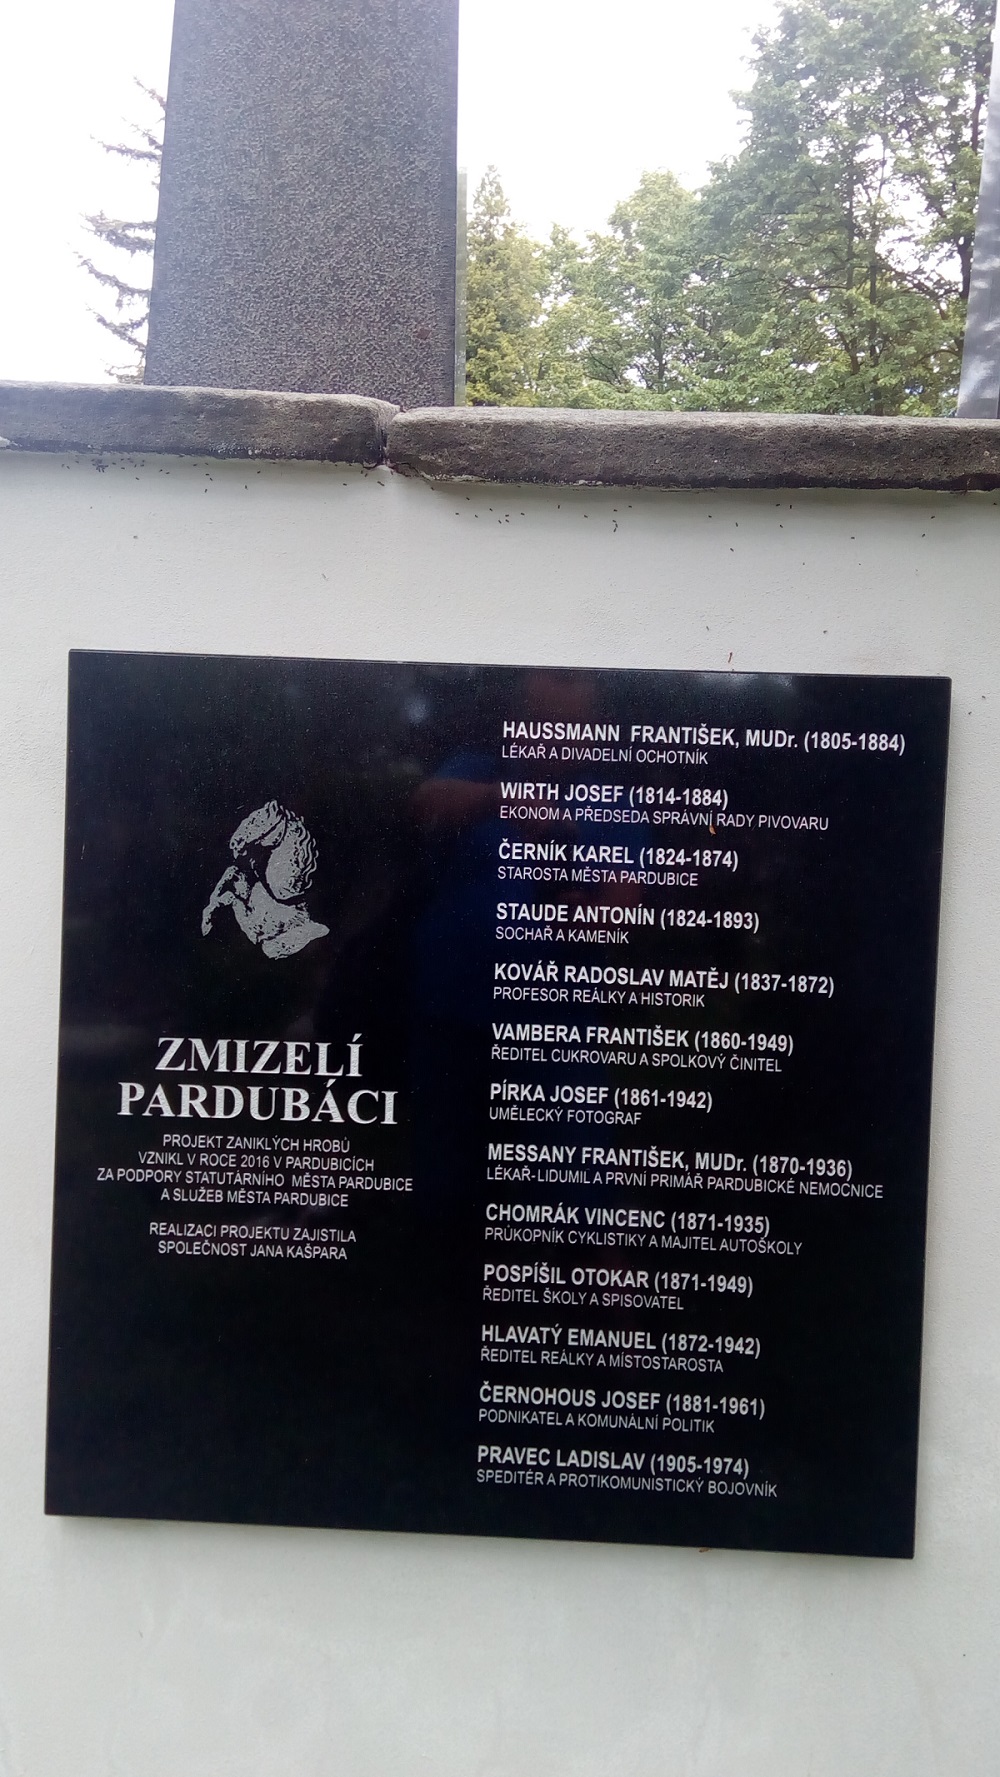 ZMIZELÍ
PARDUBÁCI
PROJEKT ZANIKLÝCH HROBŮ
VZNIKL V ROCE 2016 V PARDUBICÍCH
ZA PODPORY STATUTÁRNÍHO MĚSTA PARDUBICE
A SLUŽEB MĚSTA PARDUBICE
REALIZACI PROJEKTU ZAJISTILA
SPOLEČNOST JANA KAŠPARA
HAUSSMANN FRANTIŠEK, MUDr. (1805-1884)
LÉKAŘ A DIVADELNÍ OCHOTNÍK
WIRTH JOSEF (1814-1884)
EKONOM A PŘEDSEDA SPRÁVNÍ RADY PIVOVARU
ČERNÍK KAREL (1824-1874)
STAROSTA MĚSTA PARDUBICE
STAUDE ANTONÍN (1824-1893)
SOCHAŘ A KAMENÍK
KOVÁŘ RADOSLAV MATĚJ (1837-1872)
PROFESOR REÁLKY A HISTORIK
VAMBERA FRANTIŠEK (1860-1949)
ŘEDITEL CUKROVARU A SPOLKOVÝ ČINITEL
PÍRKA JOSEF (1861-1942)
UMĚLECKÝ FOTOGRAF
MESSANY FRANTIŠEK, MUDr. (1870-1936)
LÉKAŘ-LIDUMIL A PRVNÍ PRIMÁŘ PARDUBICKÉ NEMOCNICE
CHOMRÁK VINCENC (1871-1935)
PRŮKOPNÍK CYKLISTIKY A MAJITEL AUTOŠKOLY
POSPÍŠIL OTOKAR (1871-1949)
ŘEDITEL ŠKOLY A SPISOVATEL
HLAVATÝ EMANUEL (1872-1942)
ŘEDITEL REÁLKY A MÍSTOSTAROSTA
ČERNOHOUS JOSEF (1881-1961)
PODNIKATEL A KOMUNÁLNÍ POLITIK
PRAVEC LADISLAV (1905-1974)
SPEDITÉR A PROTIKOMUNISTICKÝ BOJOVNÍK